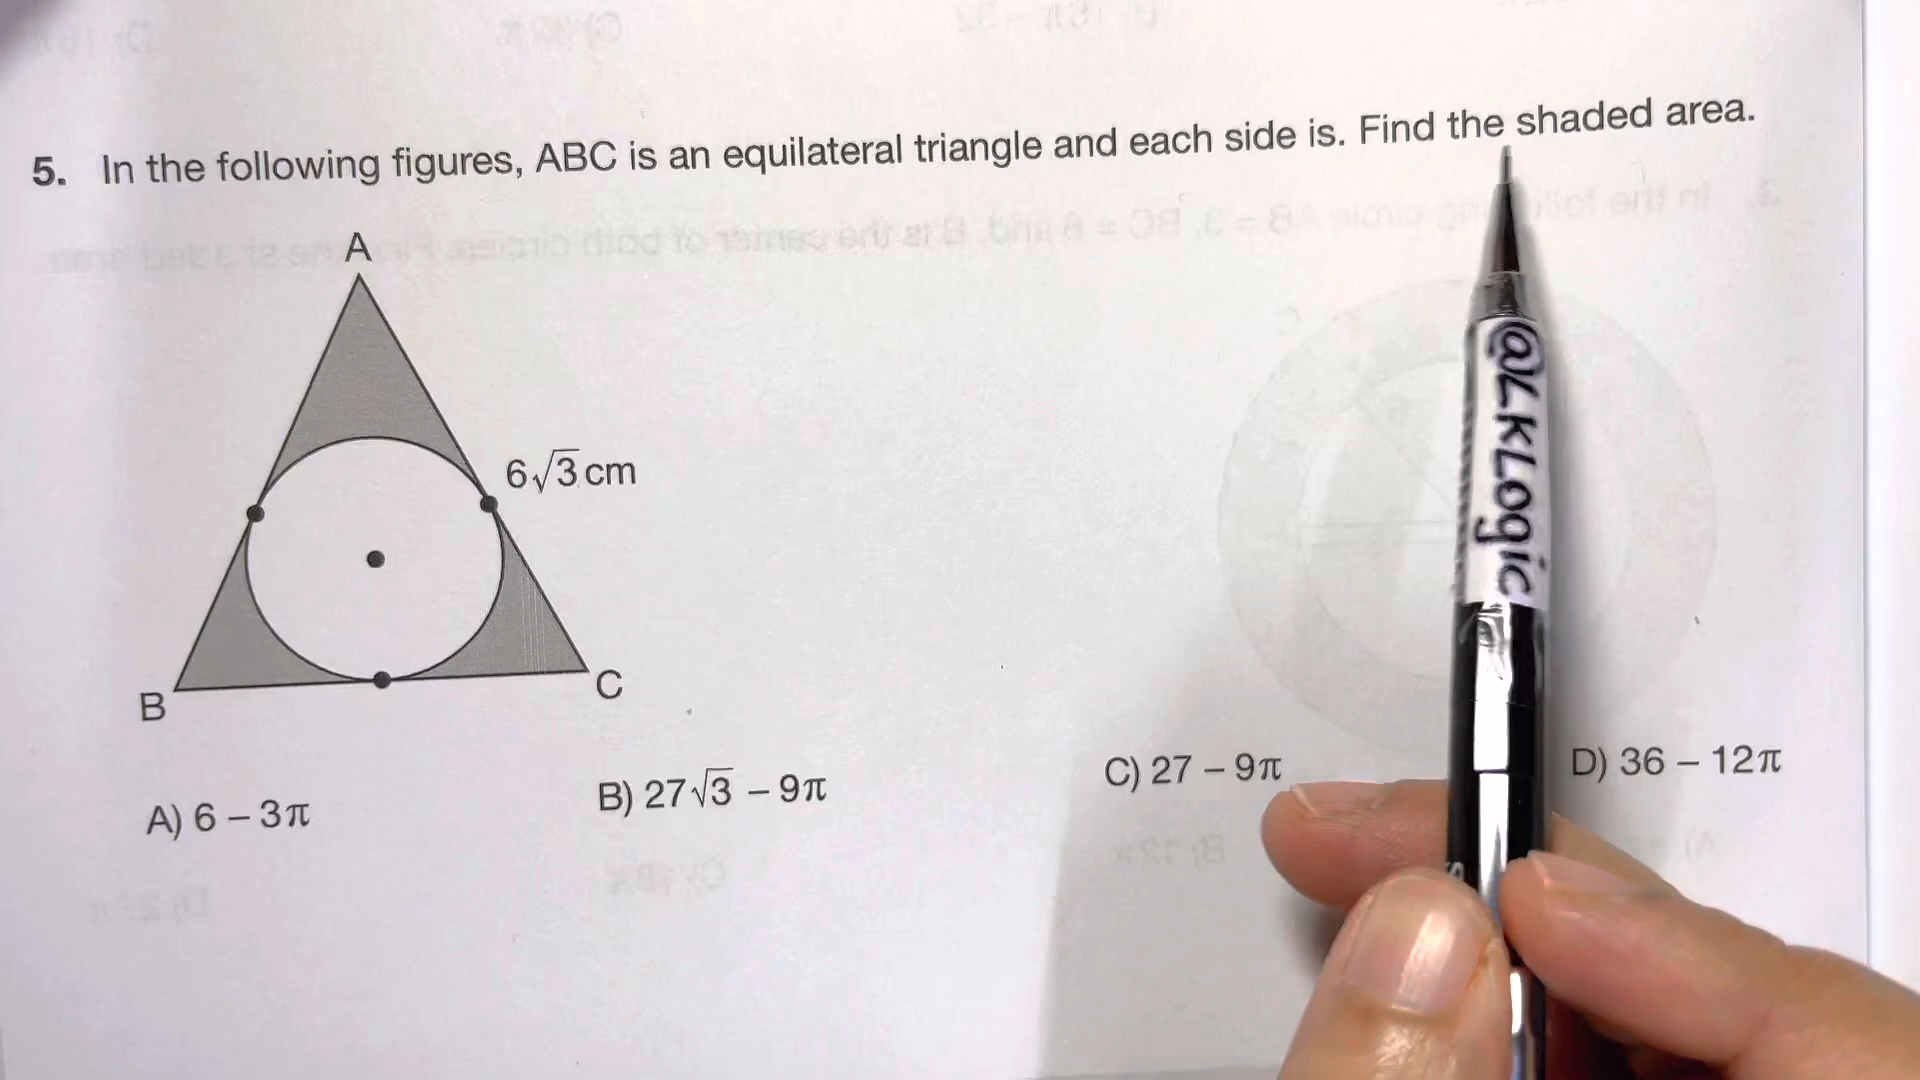 5. In the following figures, ABC is an equilateral triangle and each side is. Find the shaded area.
A
6√3 cm
B
C
A) 6 – 3π
B) 27√3 – 9π
C) 27 – 9π
D) 36 – 12π
@LKLogic